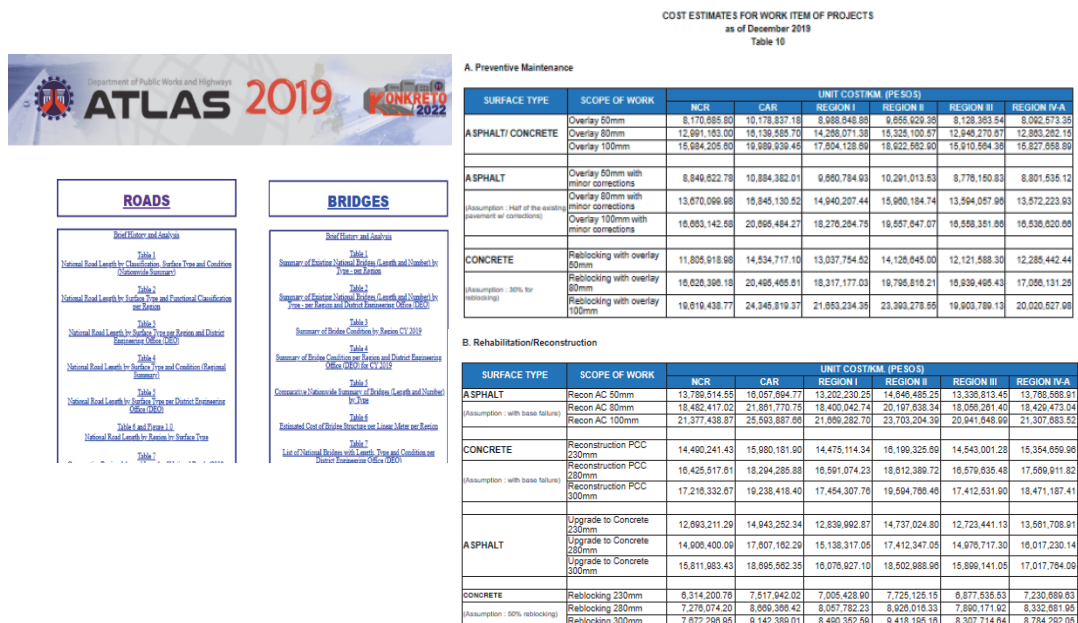 Department of Public Works and Highways
ATLAS 2019
KONKRETO
2022
ROADS
Brief History and Analysis
Table 1
National Road Length by Classification, Surface Type and Condition
(Nationwide Summary)
Table 2
National Road Length by Surface Type and Functional Classification
per Region
Table 3
National Road Length by Surface Type per Region and District
Engineering Office (DEO)
Table 4
National Road Length by Surface Type and Condition (Regional
Summary)
Table 5
National Road Length by Surface Type per District Engineering
Office (DEO)
Table 6 and Figure 1.0
National Road Length by Region by Surface Type
Table 7
BRIDGES
Brief History and Analysis
Table 1
Summary of Existing National Bridges (Length and Number) by
Type - per Region
Table 2
Summary of Existing National Bridges (Length and Number) by
Type - per Region and District Engineering Office (DEO)
Table 3
Summary of Bridge Condition by Region CY 2019
Table 4
Summary of Bridge Condition per Region and District Engineering
Office (DEO) for CY 2019
Table 5
Comparative Nationwide Summary of Bridges (Length and Number)
by Type
Table 6
Estimated Cost of Bridge Structure per Linear Meter per Region
Table 7
List of National Bridges with Length, Type and Condition per
District Engineering Office (DEO)
COST ESTIMATES FOR WORK ITEM OF PROJECTS
as of December 2019
Table 10
A. Preventive Maintenance
SURFACE TYPE SCOPE OF WORK UNIT COST/KM. (PESOS)
NCR CAR REGION I REGION II REGION III REGION IV-A
ASPHALT/ CONCRETE Overlay 50mm 8,170,685.80 10,178,837.18 8,988,648.86 9,655,929.36 8,128,363.54 8,092,573.35
Overlay 80mm 12,991,163.00 16,139,585.70 14,268,071.38 15,325,100.57 12,946,270.67 12,863,262.15
Overlay 100mm 15,984,205.60 19,989,939.45 17,604,128.69 18,922,562.90 15,910,564.36 15,827,658.89
ASPHALT Overlay 50mm with minor corrections 8,849,622.78 10,884,382.01 9,660,784.93 10,291,013.53 8,776,150.83 8,801,535.12
(Assumption : Half of the existing pavement w/ corrections) Overlay 80mm with minor corrections 13,670,099.98 16,845,130.52 14,940,207.44 15,960,184.74 13,594,057.96 13,572,223.93
Overlay 100mm with minor corrections 16,663,142.58 20,695,484.27 18,276,264.75 19,557,647.07 16,558,351.66 16,536,620.66
CONCRETE Reblocking with overlay 50mm 11,805,918.98 14,534,717.10 13,037,754.52 14,126,645.00 12,121,588.30 12,285,442.44
(Assumption : 30% for reblocking) Reblocking with overlay 80mm 16,626,396.18 20,495,465.61 18,317,177.03 19,795,816.21 16,939,495.43 17,056,131.25
Reblocking with overlay 100mm 19,619,438.77 24,345,819.37 21,653,234.35 23,393,278.55 19,903,789.13 20,020,527.98
B. Rehabilitation/Reconstruction
SURFACE TYPE SCOPE OF WORK UNIT COST/KM. (PESOS)
NCR CAR REGION I REGION II REGION III REGION IV-A
ASPHALT Recon AC 50mm 13,789,514.55 16,057,694.77 13,202,230.25 14,646,485.25 13,336,813.45 13,768,568.91
(Assumption : with base failure) Recon AC 80mm 18,482,417.02 21,861,770.75 18,400,042.74 20,197,638.34 18,056,261.40 18,429,473.04
Recon AC 100mm 21,377,438.87 25,593,887.66 21,669,282.70 23,703,204.39 20,941,648.99 21,307,683.52
CONCRETE Reconstruction PCC 230mm 14,490,241.43 15,980,181.90 14,475,114.34 16,199,325.69 14,543,001.28 15,354,659.96
(Assumption : with base failure) Reconstruction PCC 280mm 16,425,517.61 18,294,285.88 16,591,074.23 18,612,389.72 16,579,635.48 17,569,911.82
Reconstruction PCC 300mm 17,216,332.67 19,238,418.40 17,454,307.76 19,594,766.46 17,412,531.90 18,471,187.41
ASPHALT Upgrade to Concrete 230mm 12,693,211.29 14,943,252.34 12,839,992.87 14,737,024.80 12,723,441.13 13,561,708.91
Upgrade to Concrete 280mm 14,906,400.09 17,607,162.29 15,138,317.05 17,412,347.05 14,976,717.30 16,017,230.14
Upgrade to Concrete 300mm 15,811,983.43 18,695,562.35 16,076,927.10 18,502,988.96 15,899,141.05 17,017,764.09
CONCRETE Reblocking 230mm 6,314,200.76 7,517,942.02 7,005,428.90 7,725,125.15 6,877,535.53 7,230,689.63
(Assumption : 50% reblocking) Reblocking 280mm 7,276,074.20 8,669,366.42 8,057,782.23 8,926,016.33 7,890,171.92 8,332,681.95
Reblocking 300mm 7,672,296.95 9,142,389.01 8,490,352.59 9,418,195.16 8,307,714.64 8,784,292.05